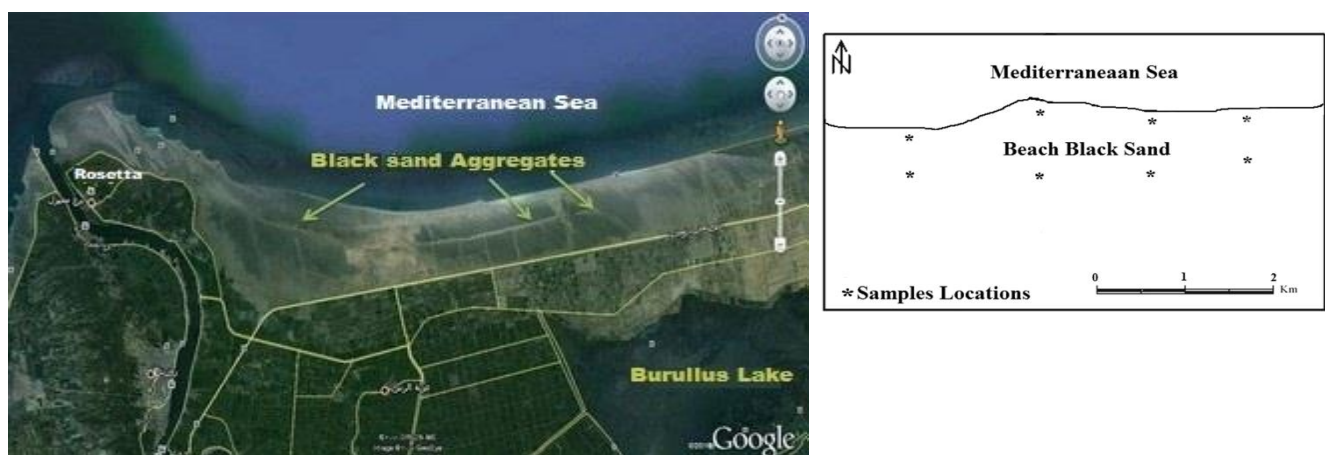 Mediterranean Sea
Black sand Aggregates
Rosetta
Burullus Lake
Google
N
Mediterraneaan Sea
Beach Black Sand
0 1 2
Km
*Samples Locations